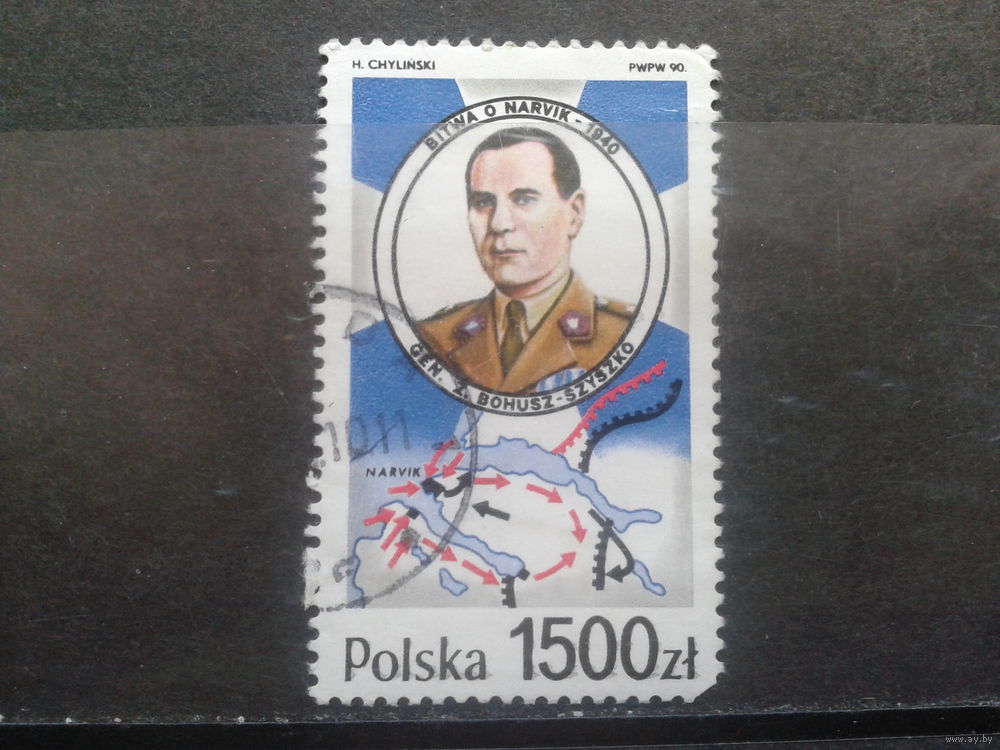 H. CHYLIŃSKI
PWPW 90.
BITWA O NARVIK - 1940
GEN. Z. BOHUSZ-SZYSZKO
NARVIK
Polska 1500zł
www.ay.by